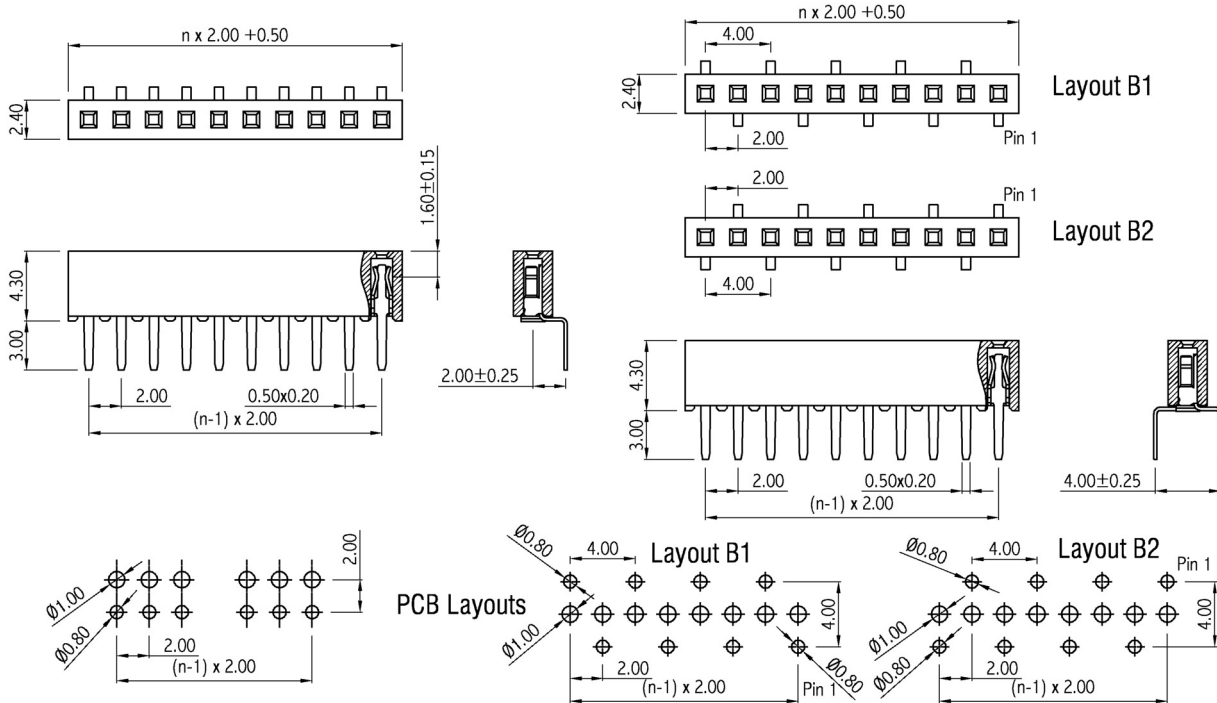 n x 2.00 +0.50
2.40
1.60±0.15
4.30
3.00
2.00±0.25
2.00
0.50x0.20
(n-1) x 2.00
n x 2.00 +0.50
4.00
2.40
Layout B1
2.00
Pin 1
2.00
Pin 1
Layout B2
4.00
4.30
3.00
2.00
0.50x0.20
(n-1) x 2.00
4.00±0.25
2.00
Ø1.00
Ø0.80
2.00
(n-1) x 2.00
PCB Layouts
Ø0.80
4.00
Layout B1
4.00
Ø1.00
2.00
Ø0.80
(n-1) x 2.00
Pin 1
Ø0.80
4.00
Layout B2
Pin 1
4.00
Ø1.00
Ø0.80
2.00
(n-1) x 2.00